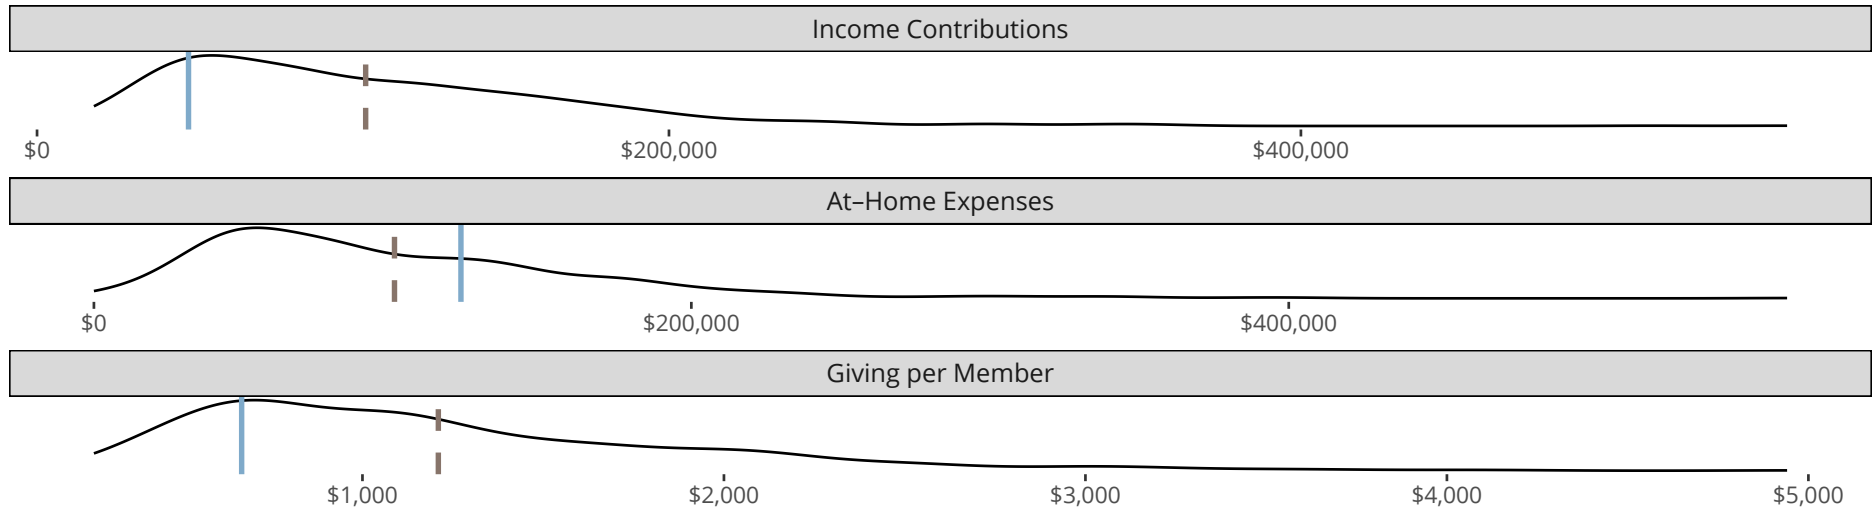 Income Contributions
$0 $200,000 $400,000
At–Home Expenses
$0 $200,000 $400,000
Giving per Member
$1,000 $2,000 $3,000 $4,000 $5,000